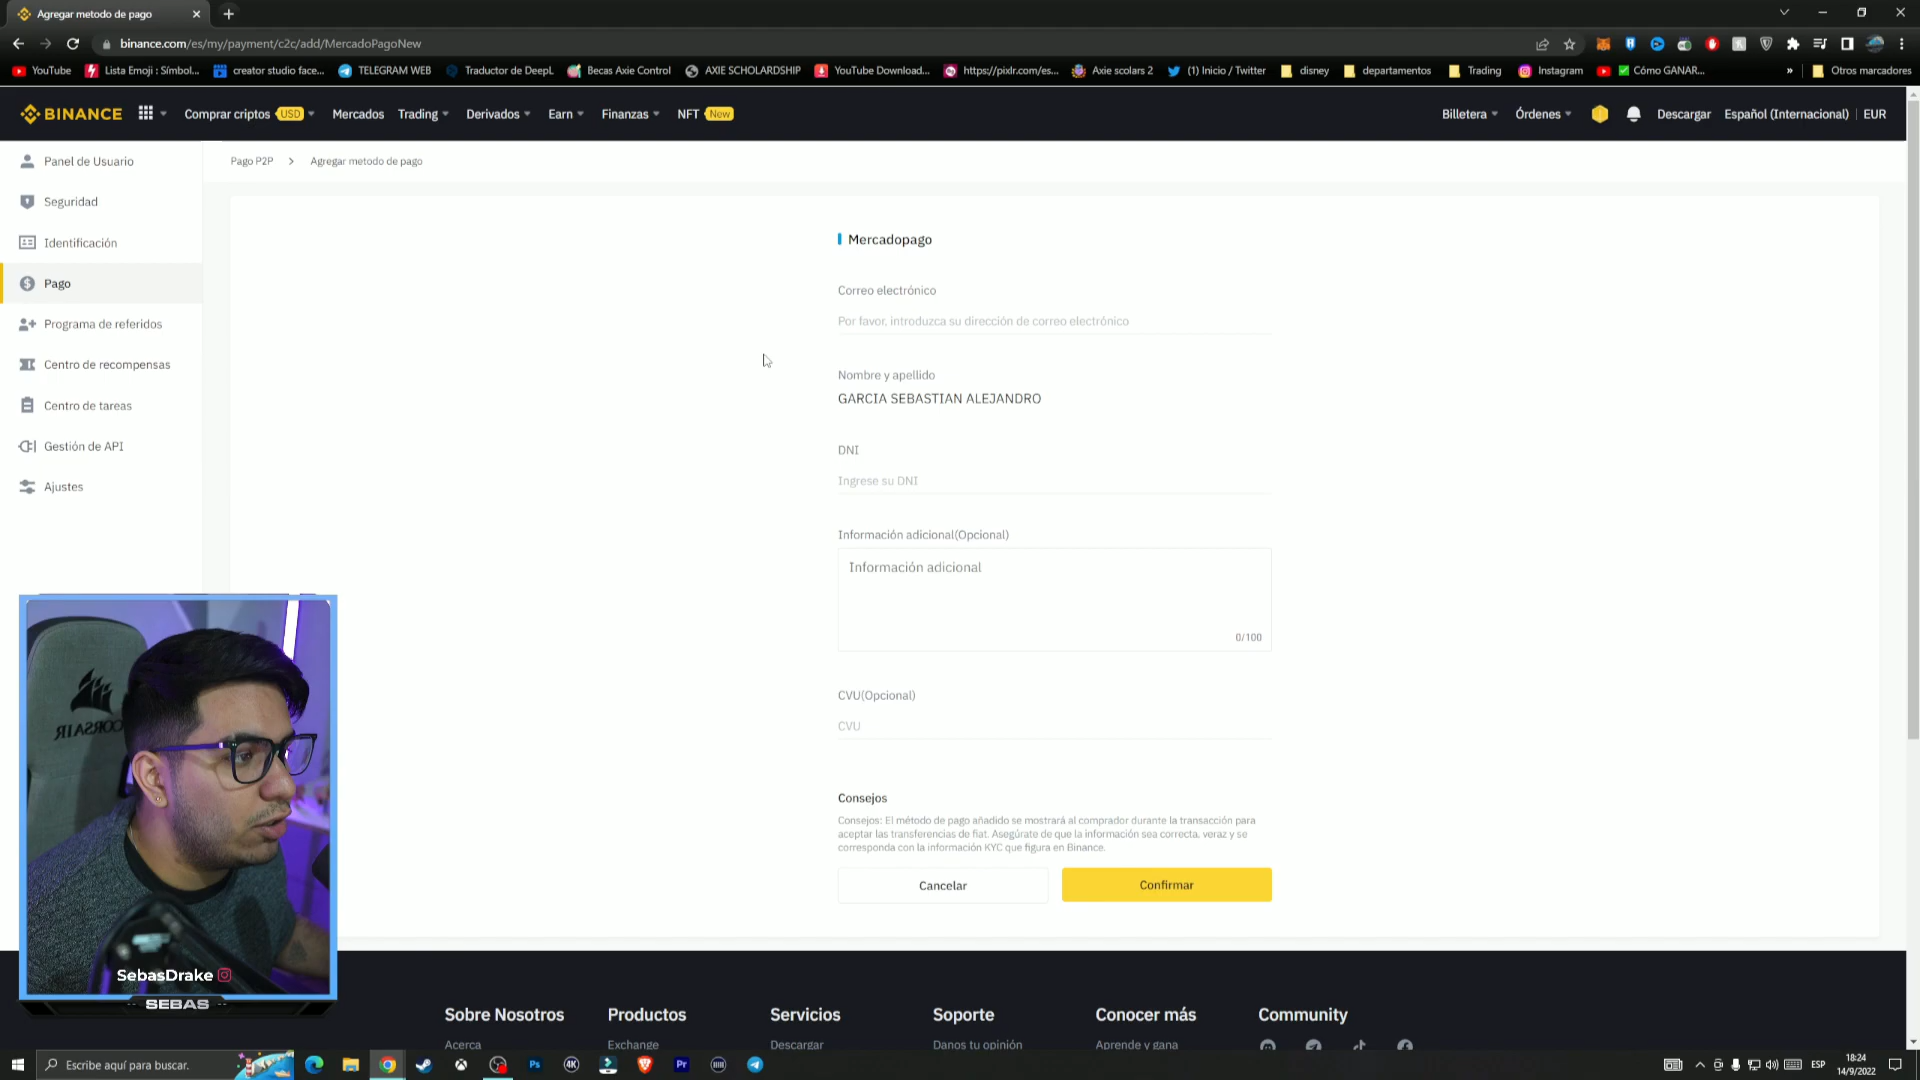 Agregar metodo de pago
binance.com/es/my/payment/c2c/add/MercadoPagoNew
YouTube
Lista Emoji : Símbol...
creator studio face...
TELEGRAM WEB
Traductor de DeepL
Becas Axie Control
AXIE SCHOLARDSHIP
YouTube Download...
https://pixlr.com/es...
Axie scolars 2
(1) Inicio / Twitter
disney
departamentos
Trading
Instagram
Cómo GANAR...
»
Otros marcadores
BINANCE
Comprar criptos USD
Mercados
Trading
Derivados
Earn
Finanzas
NFT New
Billetera
Órdenes
Descargar
Español (Internacional)
EUR
Panel de Usuario
Seguridad
Identificación
Pago
Programa de referidos
Centro de recompensas
Centro de tareas
Gestión de API
Ajustes
Pago P2P > Agregar metodo de pago
Mercadopago
Correo electrónico
Por favor, introduzca su dirección de correo electrónico
Nombre y apellido
GARCIA SEBASTIAN ALEJANDRO
DNI
Ingrese su DNI
Información adicional(Opcional)
Información adicional
0/100
CVU(Opcional)
CVU
Consejos
Consejos: El método de pago añadido se mostrará al comprador durante la transacción para
aceptar las transferencias de fiat. Asegúrate de que la información sea correcta, veraz y se
corresponda con la información KYC que figura en Binance.
Cancelar
Confirmar
CORSAIR
SebasDrake
SEBAS
Sobre Nosotros
Productos
Servicios
Soporte
Conocer más
Community
Acerca
Exchange
Descargar
Danos tu opinión
Aprende y gana
Escribe aquí para buscar.
Ps
4K
Pr
ESP
18:24
14/9/2022